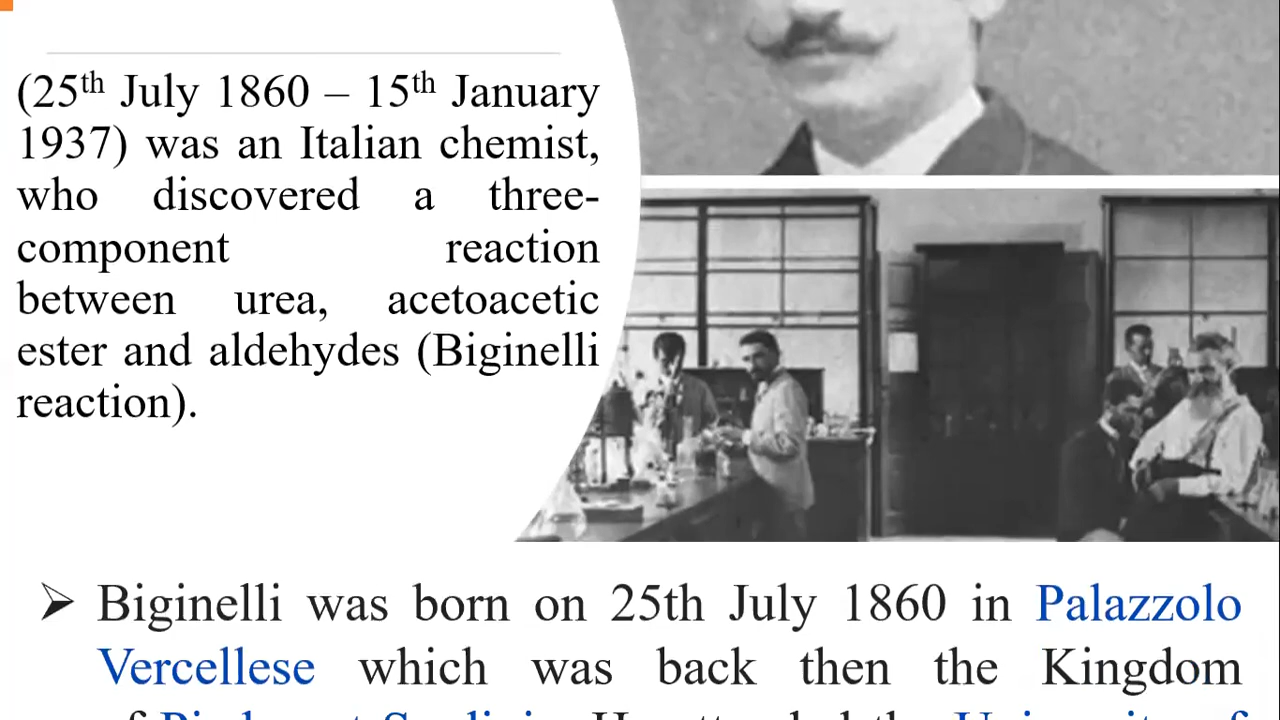 (25th July 1860 – 15th January
1937) was an Italian chemist,
who discovered a three-
component reaction
between urea, acetoacetic
ester and aldehydes (Biginelli
reaction).
➢ Biginelli was born on 25th July 1860 in Palazzolo
Vercellese which was back then the Kingdom